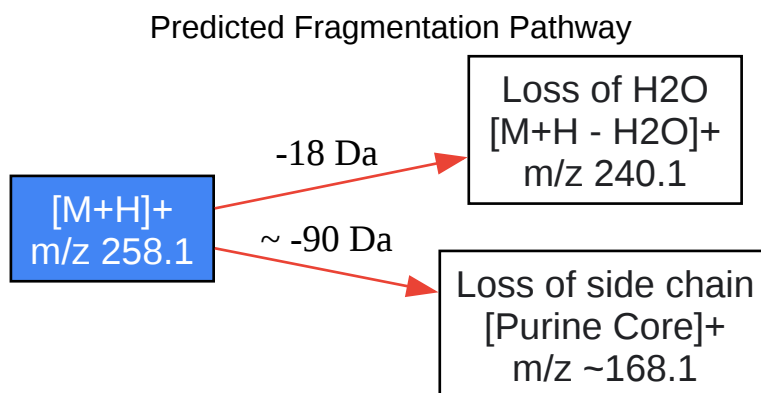 Predicted Fragmentation Pathway
Loss of H2O
[M+H - H2O]+
m/z 240.1
-18 Da
[M+H]+
m/z 258.1
~ -90 Da
Loss of side chain
[Purine Core]+
m/z ~168.1